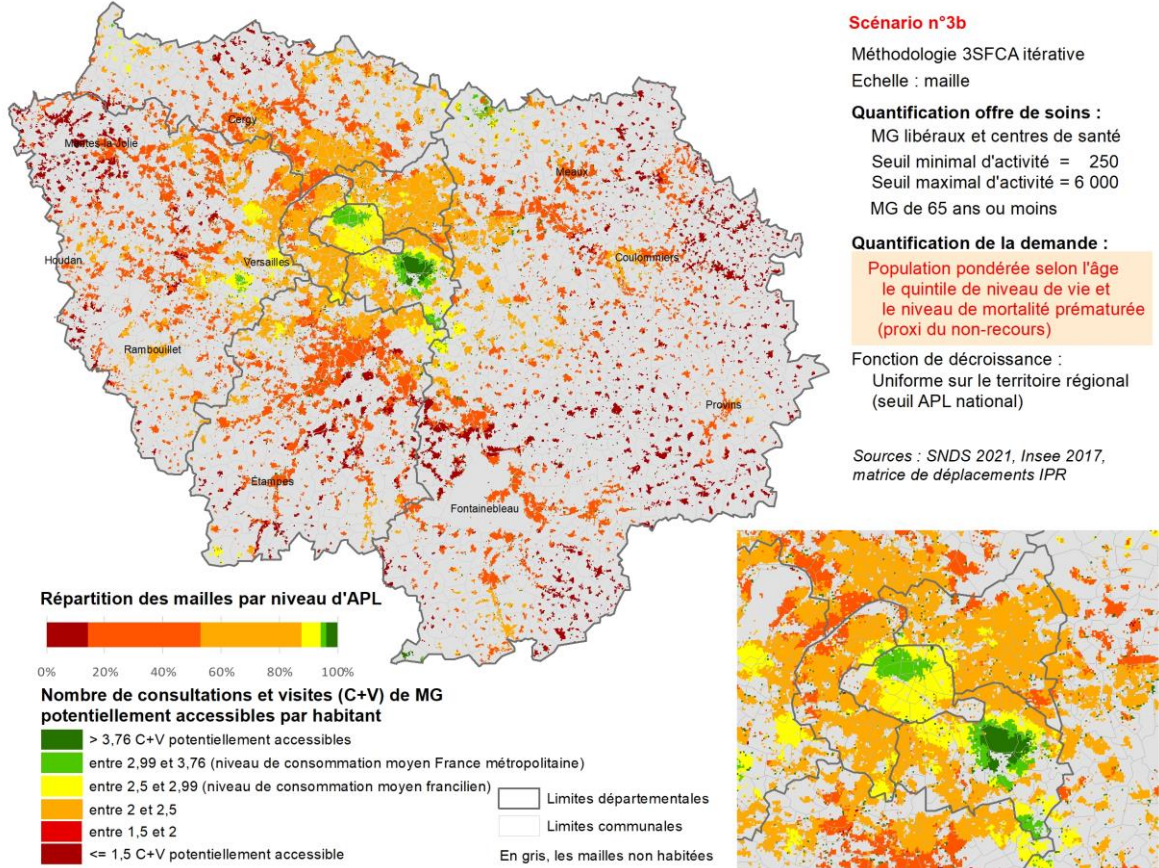 Scénario n°3b
Méthodologie 3SFCA itérative
Echelle : maille
Quantification offre de soins :
MG libéraux et centres de santé
Seuil minimal d'activité = 250
Seuil maximal d'activité = 6 000
MG de 65 ans ou moins
Quantification de la demande :
Population pondérée selon l'âge
le quintile de niveau de vie et
le niveau de mortalité prématurée
(proxi du non-recours)
Fonction de décroissance :
Uniforme sur le territoire régional
(seuil APL national)
Sources : SNDS 2021, Insee 2017,
matrice de déplacements IPR
Cergy
Mantes-la-Jolie
Meaux
Houdan
Versailles
Coulommiers
Rambouillet
Provins
Étampes
Fontainebleau
Répartition des mailles par niveau d'APL
0% 20% 40% 60% 80% 100%
Nombre de consultations et visites (C+V) de MG
potentiellement accessibles par habitant
> 3,76 C+V potentiellement accessibles
entre 2,99 et 3,76 (niveau de consommation moyen France métropolitaine)
entre 2,5 et 2,99 (niveau de consommation moyen francilien)
entre 2 et 2,5
entre 1,5 et 2
<= 1,5 C+V potentiellement accessible
Limites départementales
Limites communales
En gris, les mailles non habitées